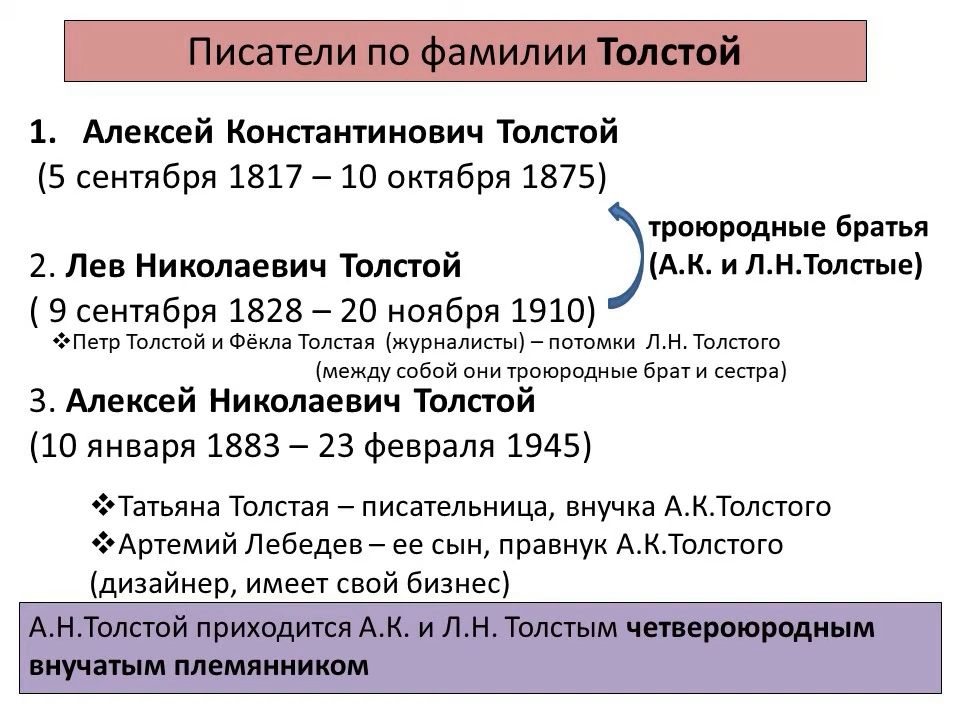 Писатели по фамилии Толстой
1. Алексей Константинович Толстой
(5 сентября 1817 – 10 октября 1875)
троюродные братья
(А.К. и Л.Н.Толстые)
2. Лев Николаевич Толстой
( 9 сентября 1828 – 20 ноября 1910)
❖Петр Толстой и Фёкла Толстая (журналисты) – потомки Л.Н. Толстого
(между собой они троюродные брат и сестра)
3. Алексей Николаевич Толстой
(10 января 1883 – 23 февраля 1945)
❖Татьяна Толстая – писательница, внучка А.К.Толстого
❖Артемий Лебедев – ее сын, правнук А.К.Толстого
(дизайнер, имеет свой бизнес)
А.Н.Толстой приходится А.К. и Л.Н. Толстым четвероюродным
внучатым племянником